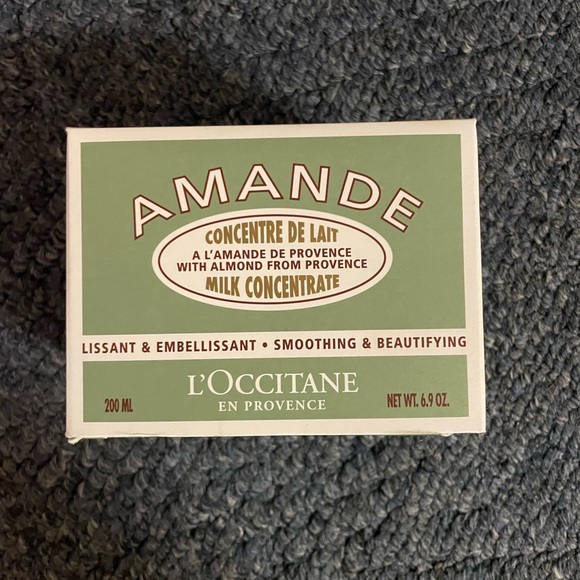 AMANDE
CONCENTRE DE LAIT
A L'AMANDE DE PROVENCE
WITH ALMOND FROM PROVENCE
MILK CONCENTRATE
LISSANT & EMBELLISSANT • SMOOTHING & BEAUTIFYING
L'OCCITANE
EN PROVENCE
200 ML
NET WT. 6.9 OZ.